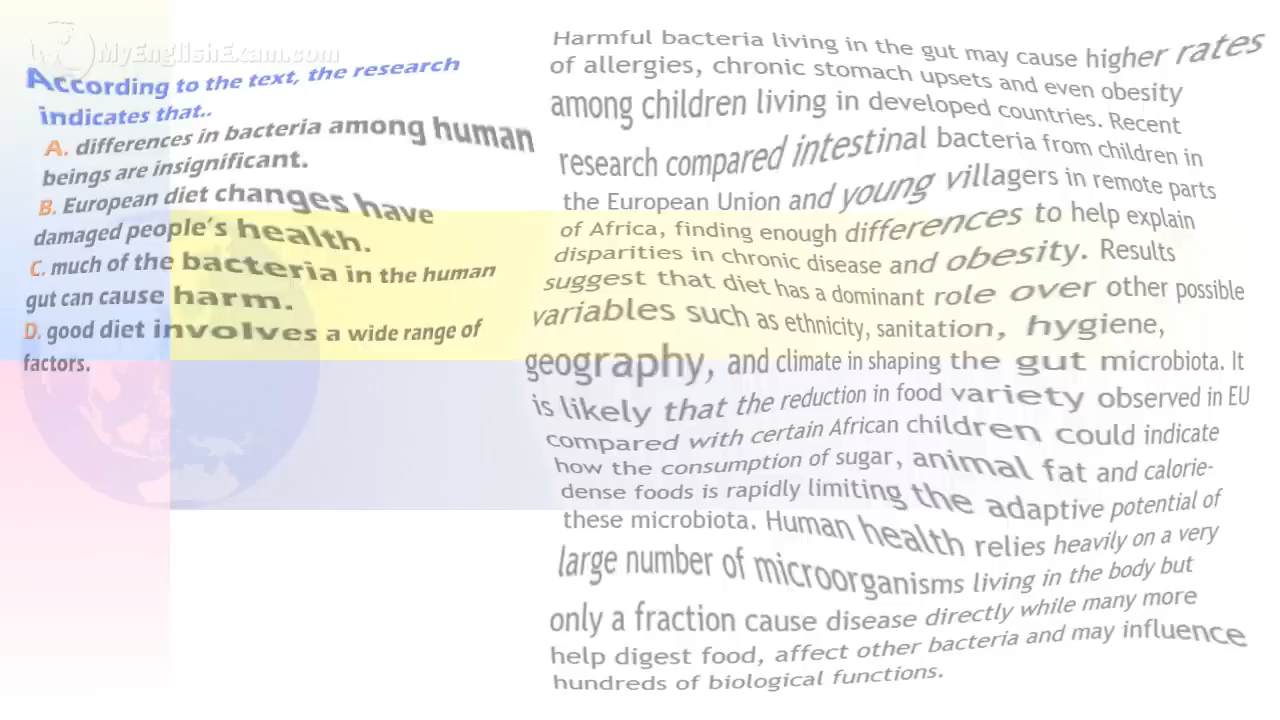 MyEnglishExam.com
According to the text, the research
indicates that..
A. differences in bacteria among human
beings are insignificant.
B. European diet changes have
damaged people's health.
C. much of the bacteria in the human
gut can cause harm.
D. good diet involves a wide range of
factors.
Harmful bacteria living in the gut may cause higher rates
of allergies, chronic stomach upsets and even obesity
among children living in developed countries. Recent
research compared intestinal bacteria from children in
the European Union and young villagers in remote parts
of Africa, finding enough differences to help explain
disparities in chronic disease and obesity. Results
suggest that diet has a dominant role over other possible
variables such as ethnicity, sanitation, hygiene,
geography, and climate in shaping the gut microbiota. It
is likely that the reduction in food variety observed in EU
compared with certain African children could indicate
how the consumption of sugar, animal fat and calorie-
dense foods is rapidly limiting the adaptive potential of
these microbiota. Human health relies heavily on a very
large number of microorganisms living in the body but
only a fraction cause disease directly while many more
help digest food, affect other bacteria and may influence
hundreds of biological functions.